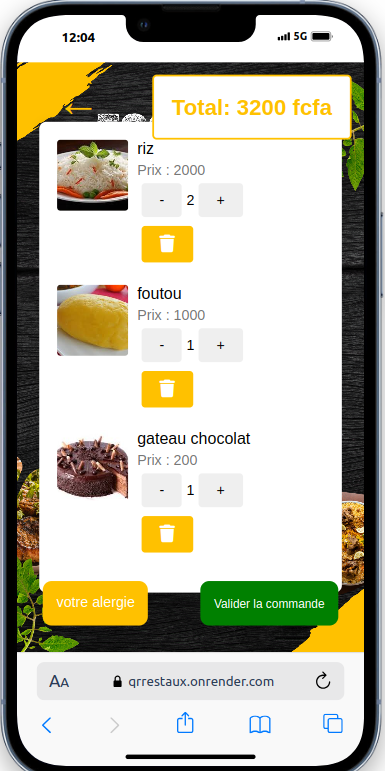 12:04
5G
←
Total: 3200 fcfa
riz
Prix : 2000
- 2 +
foutou
Prix : 1000
- 1 +
gateau chocolat
Prix : 200
- 1 +
votre alergie
Valider la commande
AA
qrrestaux.onrender.com